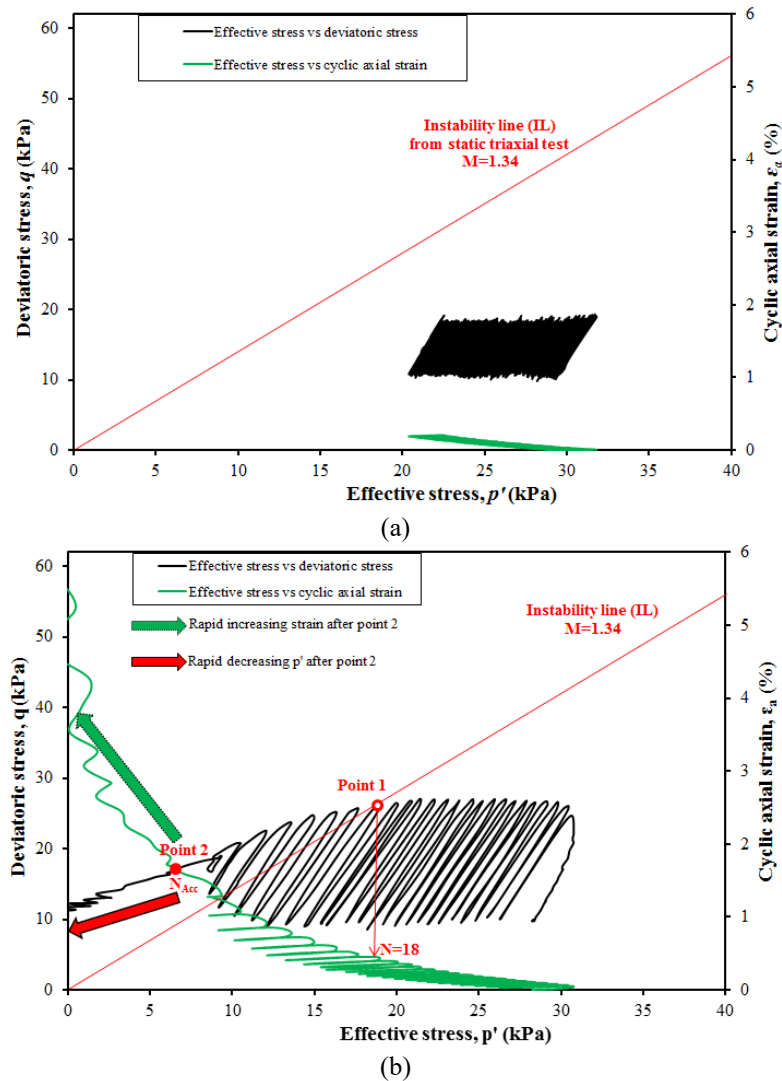 60
50
40
30
20
10
0
Deviatoric stress, q (kPa)
Effective stress vs deviatoric stress
Effective stress vs cyclic axial strain
Instability line (IL)
from static triaxial test
M=1.34
6
5
4
3
2
1
0
Cyclic axial strain, εa (%)
0 5 10 15 20 25 30 35 40
Effective stress, p' (kPa)
(a)
60
50
40
30
20
10
0
Deviatoric stress, q (kPa)
Effective stress vs deviatoric stress
Effective stress vs cyclic axial strain
Rapid increasing strain after point 2
Rapid decreasing p' after point 2
Instability line (IL)
M=1.34
Point 1
Point 2
NAcc
N=18
6
5
4
3
2
1
0
Cyclic axial strain, εa (%)
0 5 10 15 20 25 30 35 40
Effective stress, p' (kPa)
(b)